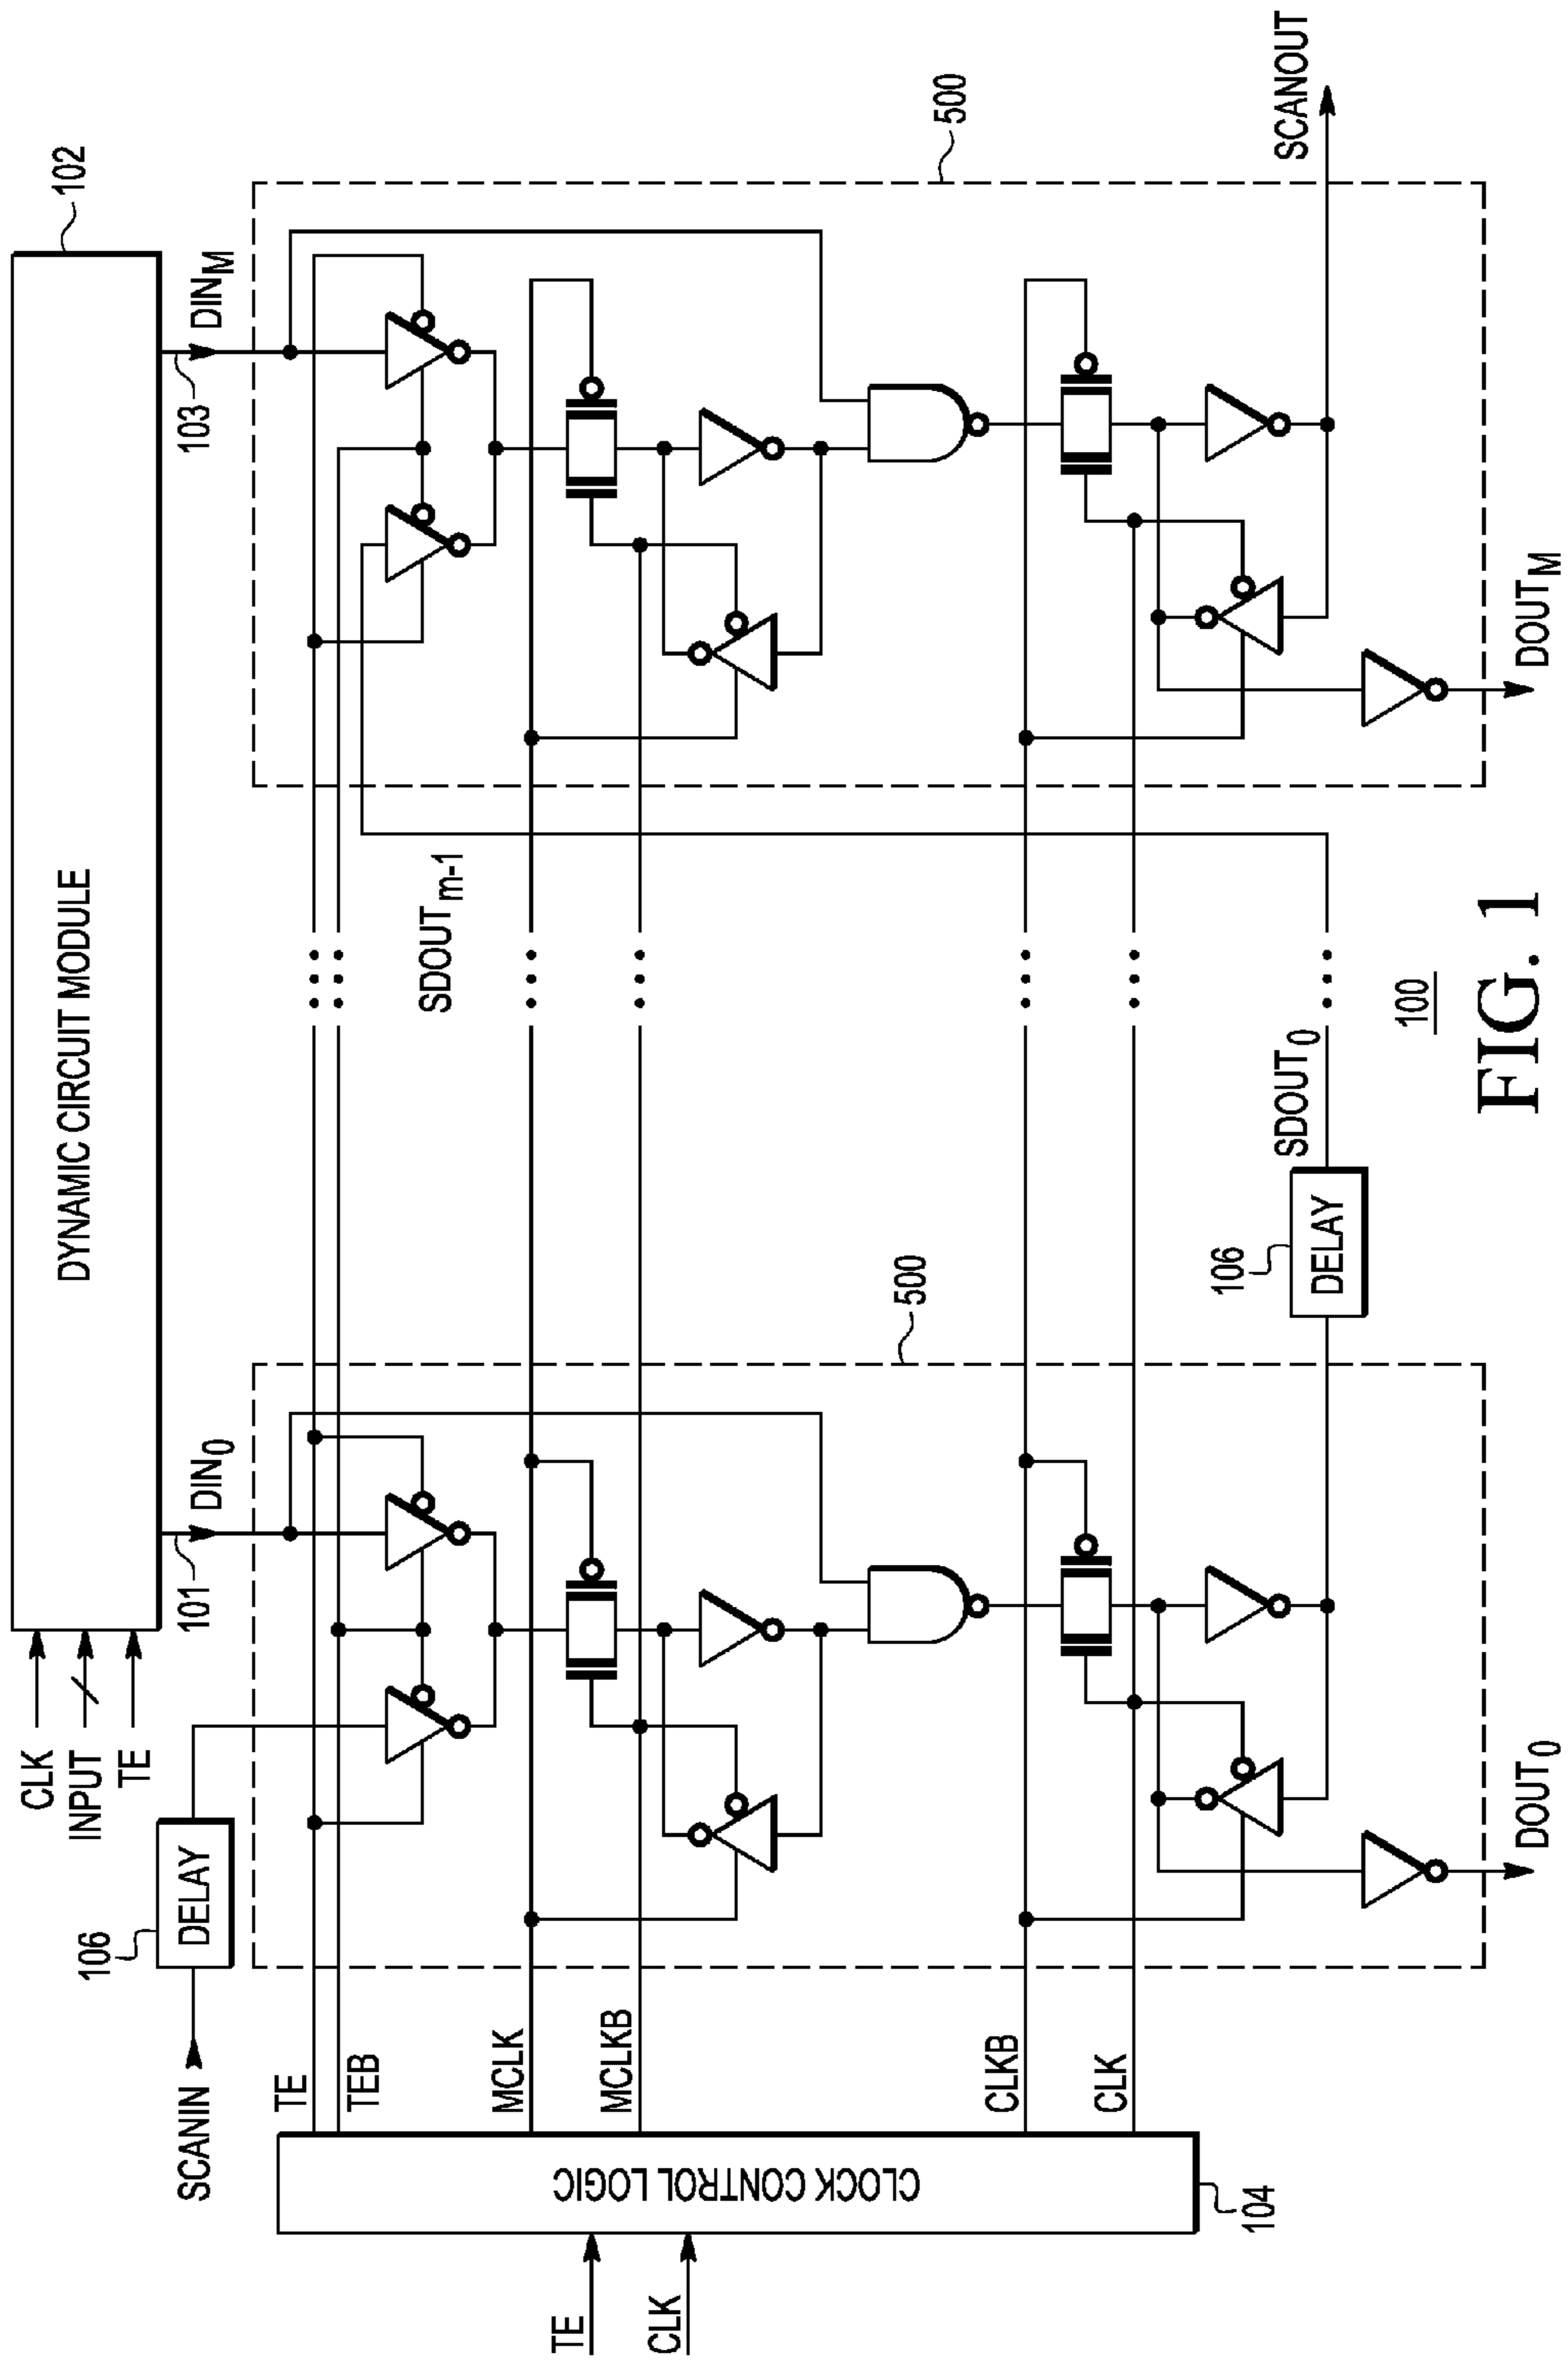 DYNAMIC CIRCUIT MODULE
102
CLK
INPUT
TE
101
DIN0
103
DINM
SCANIN
106
DELAY
500
500
TE
TEB
MCLK
MCLKB
CLKB
CLK
CLOCK CONTROL LOGIC
104
TE
CLK
SDOUTm-1
106
DELAY
SDOUT0
SCANOUT
DOUT0
DOUTM
100
FIG. 1